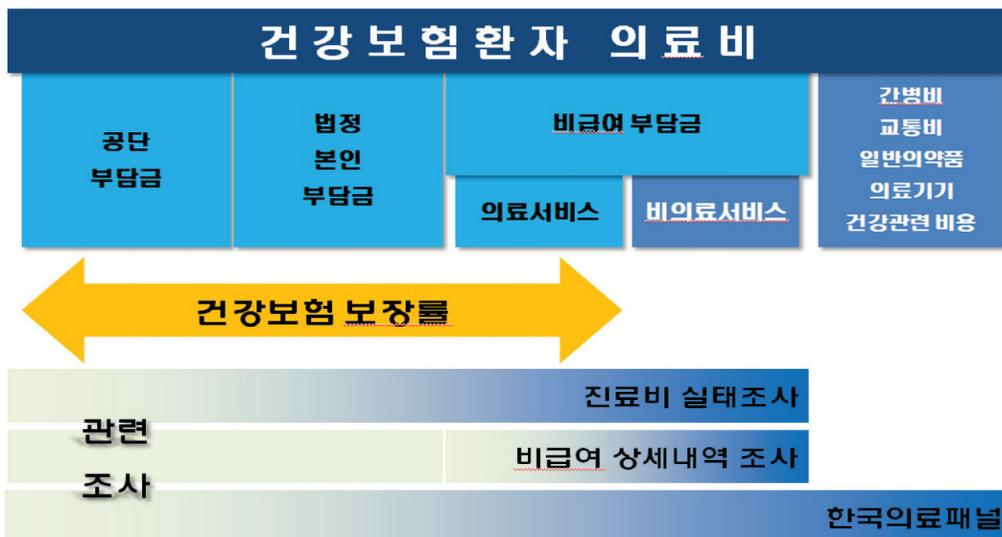 건강보험환자 의료비
공단
부담금
법정
본인
부담금
비급여 부담금
의료서비스
비의료서비스
간병비
교통비
일반의약품
의료기기
건강관련 비용
건강보험 보장률
관련
조사
진료비 실태조사
비급여 상세내역 조사
한국의료패널